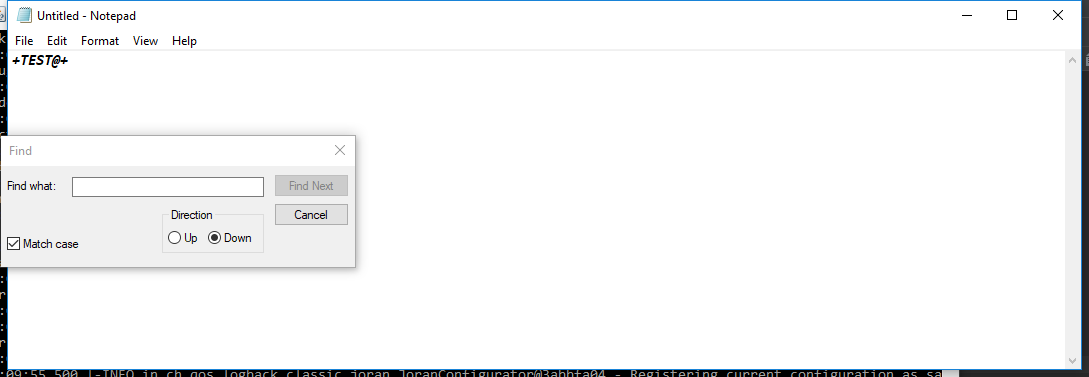 Untitled - Notepad
File Edit Format View Help
+TEST@+
Find
Find what:
Find Next
Direction
Cancel
Up Down
Match case
:09:55,500 |-INFO in ch.qos.logback.classic.joran.JoranConfigurator@3abbfa04 - Registering current configuration as sa